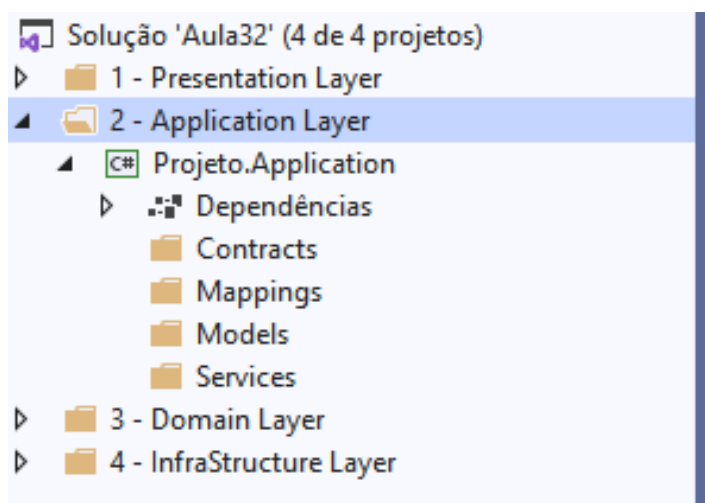 Solução 'Aula32' (4 de 4 projetos)
1 - Presentation Layer
2 - Application Layer
C# Projeto.Application
Dependências
Contracts
Mappings
Models
Services
3 - Domain Layer
4 - InfraStructure Layer